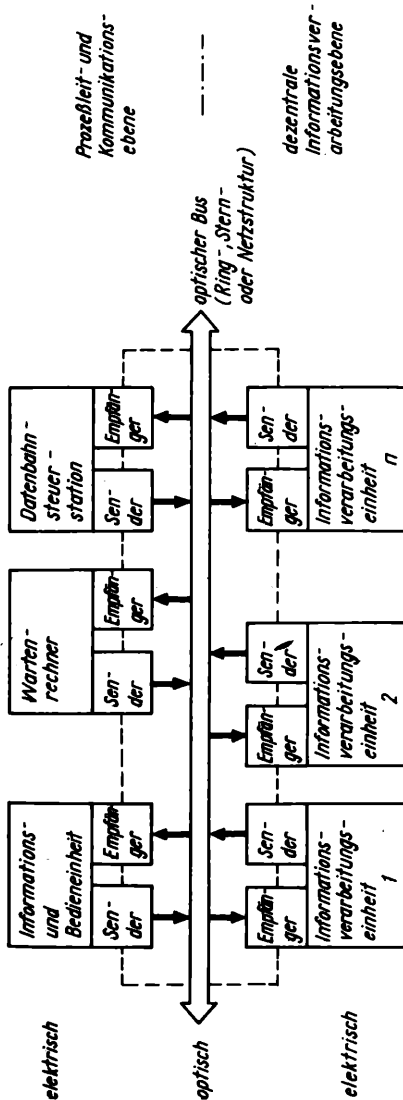 elektrisch
Informations-
und
Bedieneinheit
Sen-
der
Empfän-
ger
Warten-
rechner
Sen-
der
Empfän-
ger
Datenbahn-
steuer-
station
Sen-
der
Empfän-
ger
Prozeßleit- und
Kommunikations-
ebene
optisch
optischer Bus
(Ring-, Stern-
oder Netzstruktur)
elektrisch
Empfän-
ger
Sen-
der
Informations-
verarbeitungs-
einheit
1
Empfän-
ger
Sen-
der
Informations-
verarbeitungs-
einheit
2
Empfän-
ger
Sen-
der
Informations-
verarbeitungs-
einheit
n
dezentrale
Informationsver-
arbeitungsebene